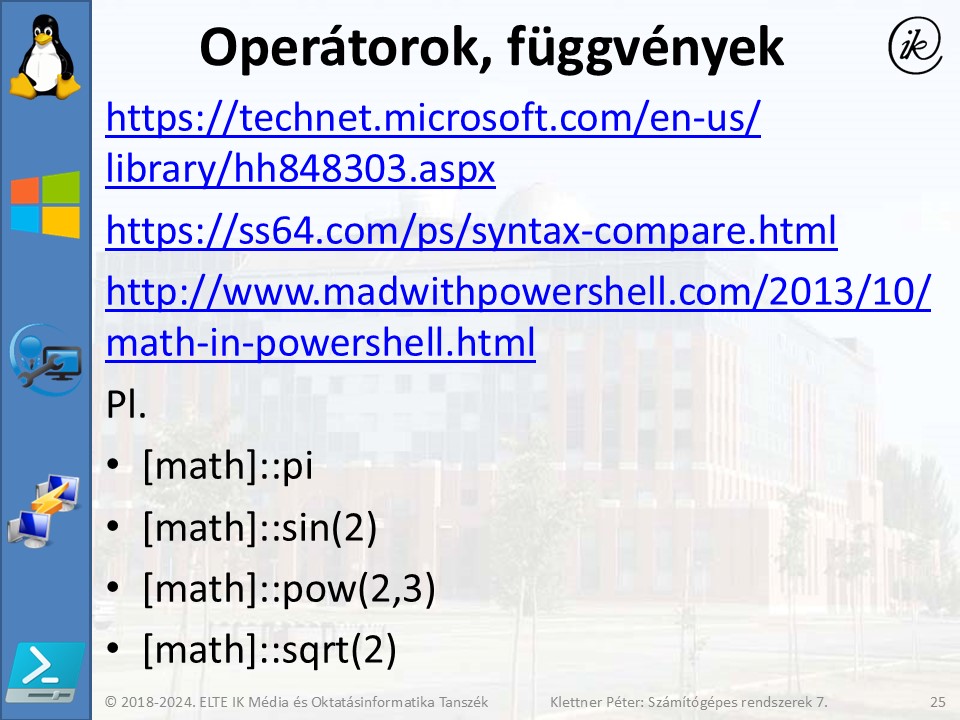 Operátorok, függvények
ik
https://technet.microsoft.com/en-us/
library/hh848303.aspx
https://ss64.com/ps/syntax-compare.html
http://www.madwithpowershell.com/2013/10/
math-in-powershell.html
Pl.
• [math]::pi
• [math]::sin(2)
• [math]::pow(2,3)
• [math]::sqrt(2)
© 2018-2024. ELTE IK Média és Oktatásinformatika Tanszék Klettner Péter: Számítógépes rendszerek 7. 25